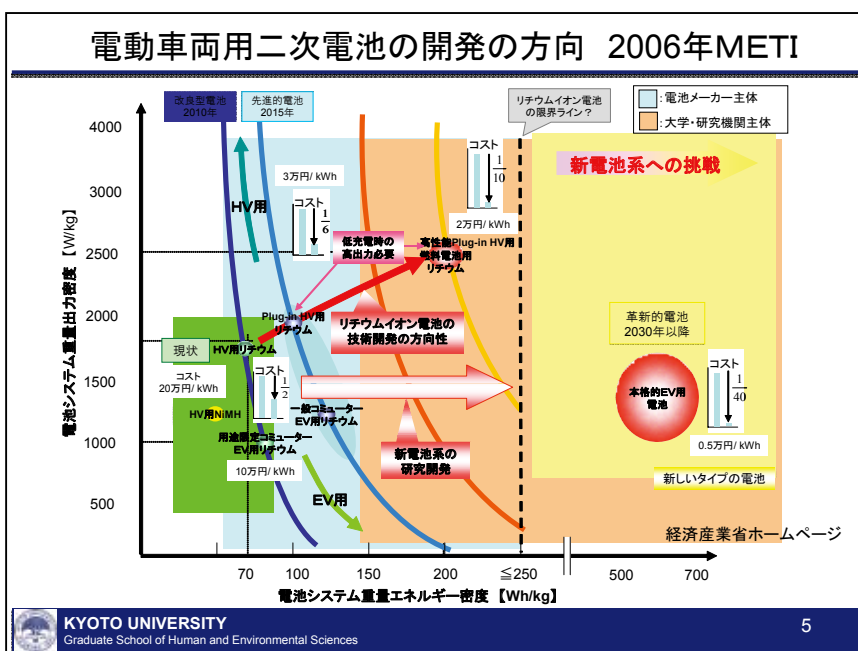 電動車両用二次電池の開発の方向 2006年METI
改良型電池
2010年
先進的電池
2015年
リチウムイオン電池
の限界ライン？
:電池メーカー主体
:大学・研究機関主体
電池システム重量出力密度【W/kg】
4000
3000
2500
2000
1500
1000
500
HV用
3万円/kWh
コスト
1
6
低充電時の
高出力必要
コスト
1
10
2万円/kWh
新電池系への挑戦
高性能Plug-in HV用
燃料電池用
リチウム
Plug-in HV用
リチウム
リチウムイオン電池の
技術開発の方向性
現状
HV用リチウム
コスト
20万円/kWh
コスト
1
2
HV用NiMH
一般コミューター
EV用リチウム
用途限定コミューター
EV用リチウム
10万円/kWh
EV用
新電池系の
研究開発
革新的電池
2030年以降
本格的EV用
電池
コスト
1
40
0.5万円/kWh
新しいタイプの電池
経済産業省ホームページ
70
100
150
200
≦250
500
700
電池システム重量エネルギー密度【Wh/kg】
KYOTO UNIVERSITY
Graduate School of Human and Environmental Sciences
5